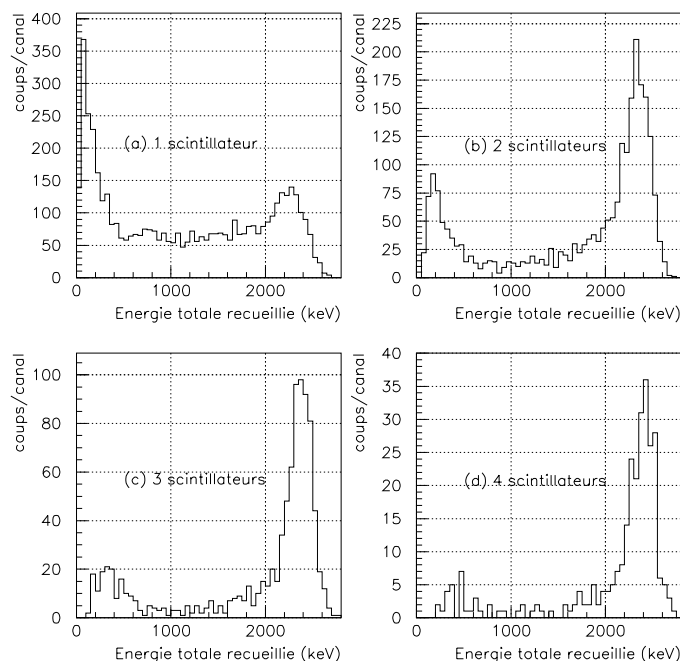 coups/canal
400
350
300
250
200
150
100
50
0
(a) 1 scintillateur
0 1000 2000
Energie totale recueillie (keV)
coups/canal
225
200
175
150
125
100
75
50
25
0
(b) 2 scintillateurs
0 1000 2000
Energie totale recueillie (keV)
coups/canal
100
80
60
40
20
0
(c) 3 scintillateurs
0 1000 2000
Energie totale recueillie (keV)
coups/canal
40
35
30
25
20
15
10
5
0
(d) 4 scintillateurs
0 1000 2000
Energie totale recueillie (keV)